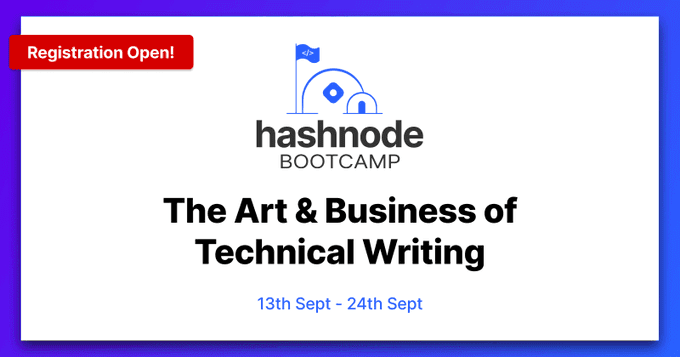 Registration Open!
</>
hashnode
BOOTCAMP
The Art & Business of
Technical Writing
13th Sept - 24th Sept